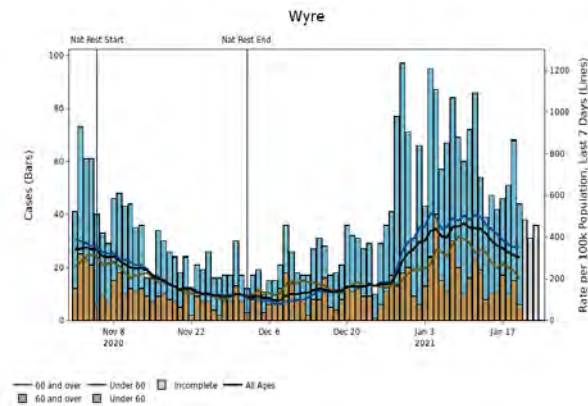 Wyre
Nat Rest Start
Nat Rest End
100
80
60
40
20
0
Cases (Bars)
1200
1000
800
600
400
200
0
Rate per 100k Population, Last 7 Days (Lines)
Nov 8
2020
Nov 22
Dec 6
Dec 20
Jan 3
2021
Jan 17
60 and over
Under 60
Incomplete
All Ages
60 and over
Under 60